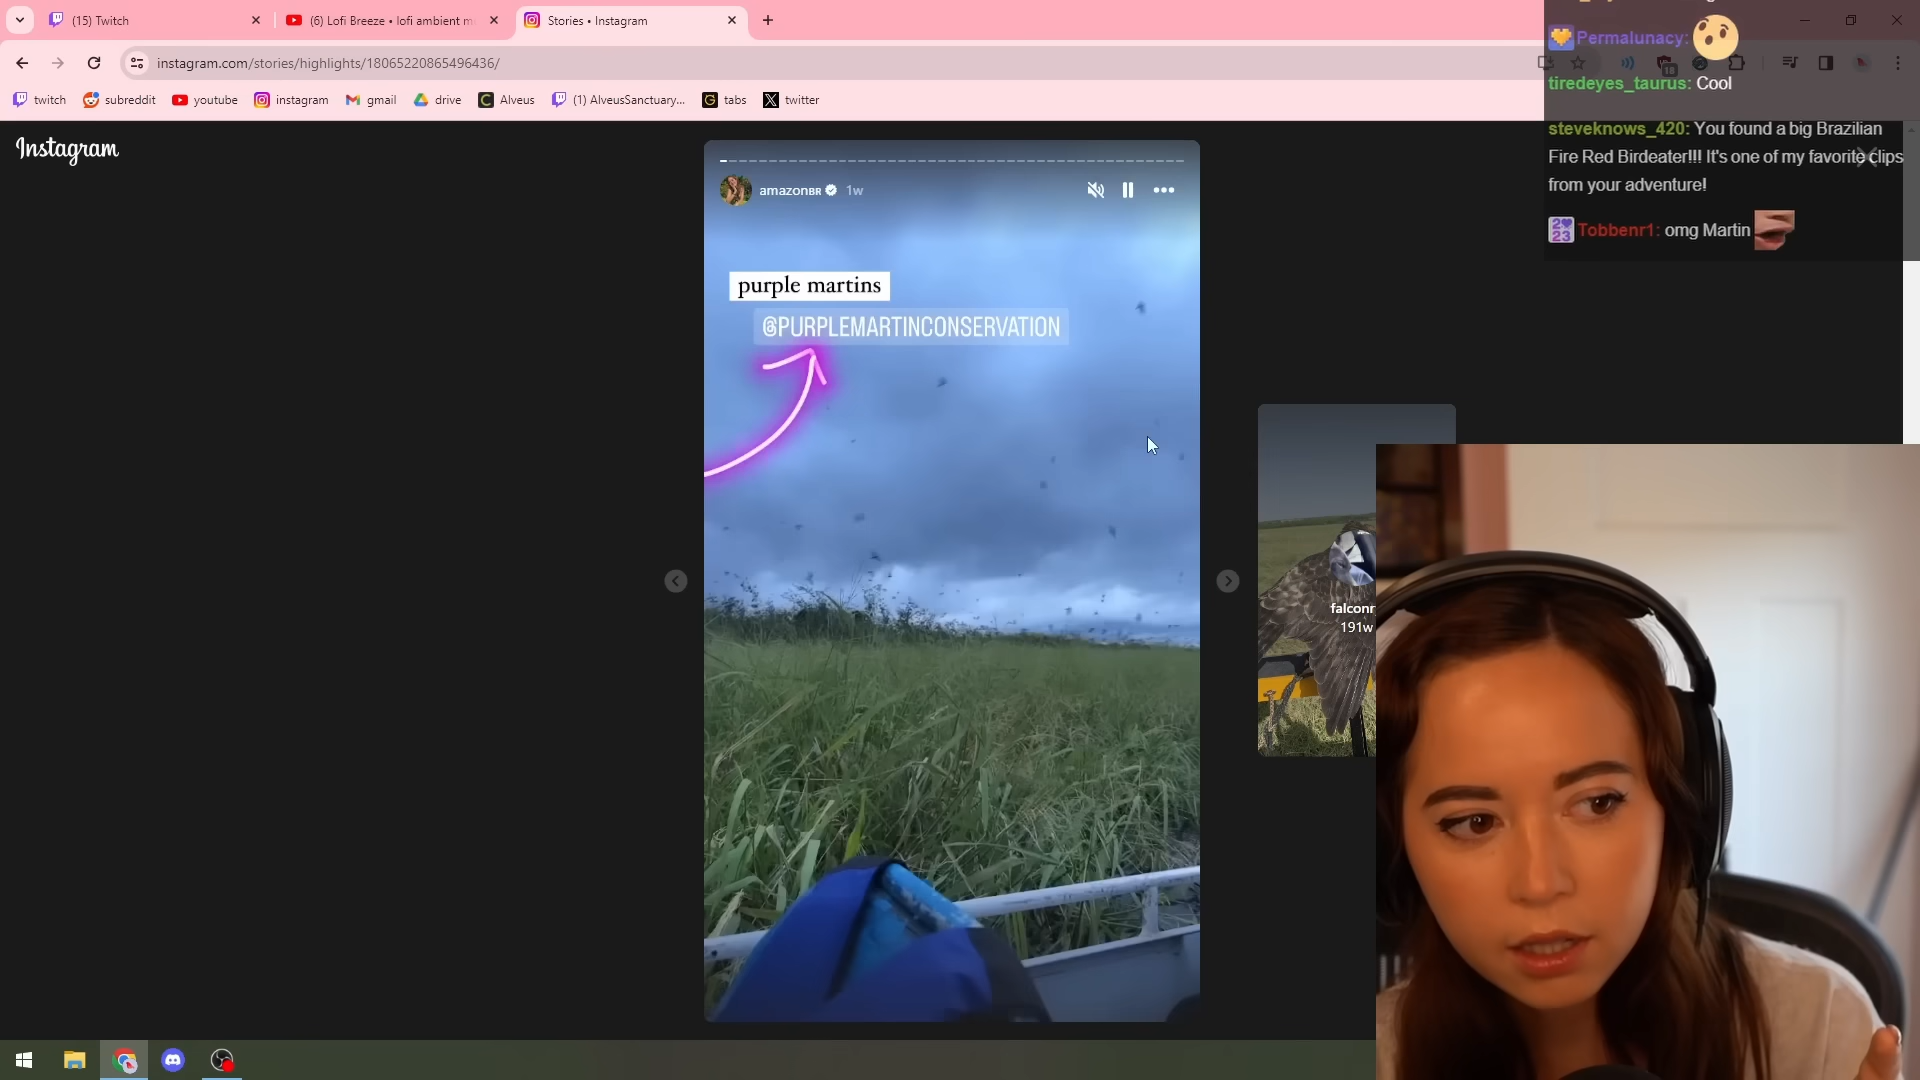 (15) Twitch
(6) Lofi Breeze • lofi ambient m
Stories • Instagram
instagram.com/stories/highlights/18065220865496436/
twitch
subreddit
youtube
instagram
gmail
drive
Alveus
(1) AlveusSanctuary...
tabs
twitter
Instagram
amazonBR 1w
purple martins
@PURPLEMARTINCONSERVATION
falconr
191w
Permalunacy:
tiredeyes_taurus: Cool
steveknows_420: You found a big Brazilian
Fire Red Birdeater!!! It's one of my favorite clips
from your adventure!
Tobbenr1: omg Martin